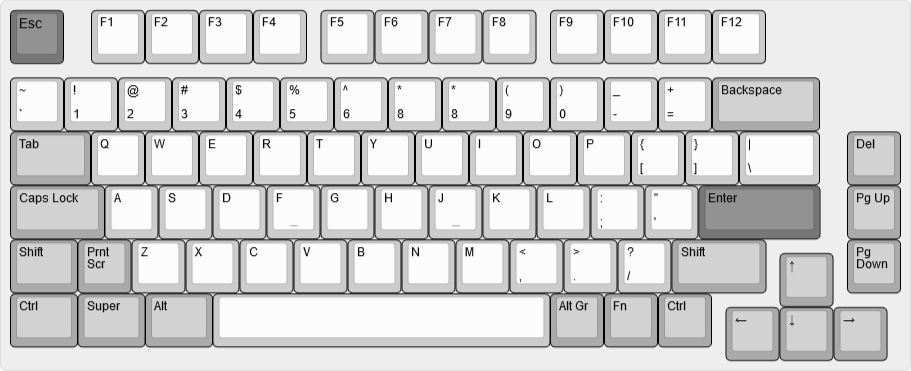 Esc F1 F2 F3 F4 F5 F6 F7 F8 F9 F10 F11 F12
~ ! @ # $ % ^ * * ( ) _ + Backspace
` 1 2 3 4 5 6 8 8 9 0 - =
Tab Q W E R T Y U I O P { } | Del
[ ] \
Caps Lock A S D F G H J K L : " Enter Pg Up
_ _ ; '
Shift Prnt Z X C V B N M < > ? Shift Pg
Scr , . / ↑ Down
Ctrl Super Alt Alt Gr Fn Ctrl
← ↓ →